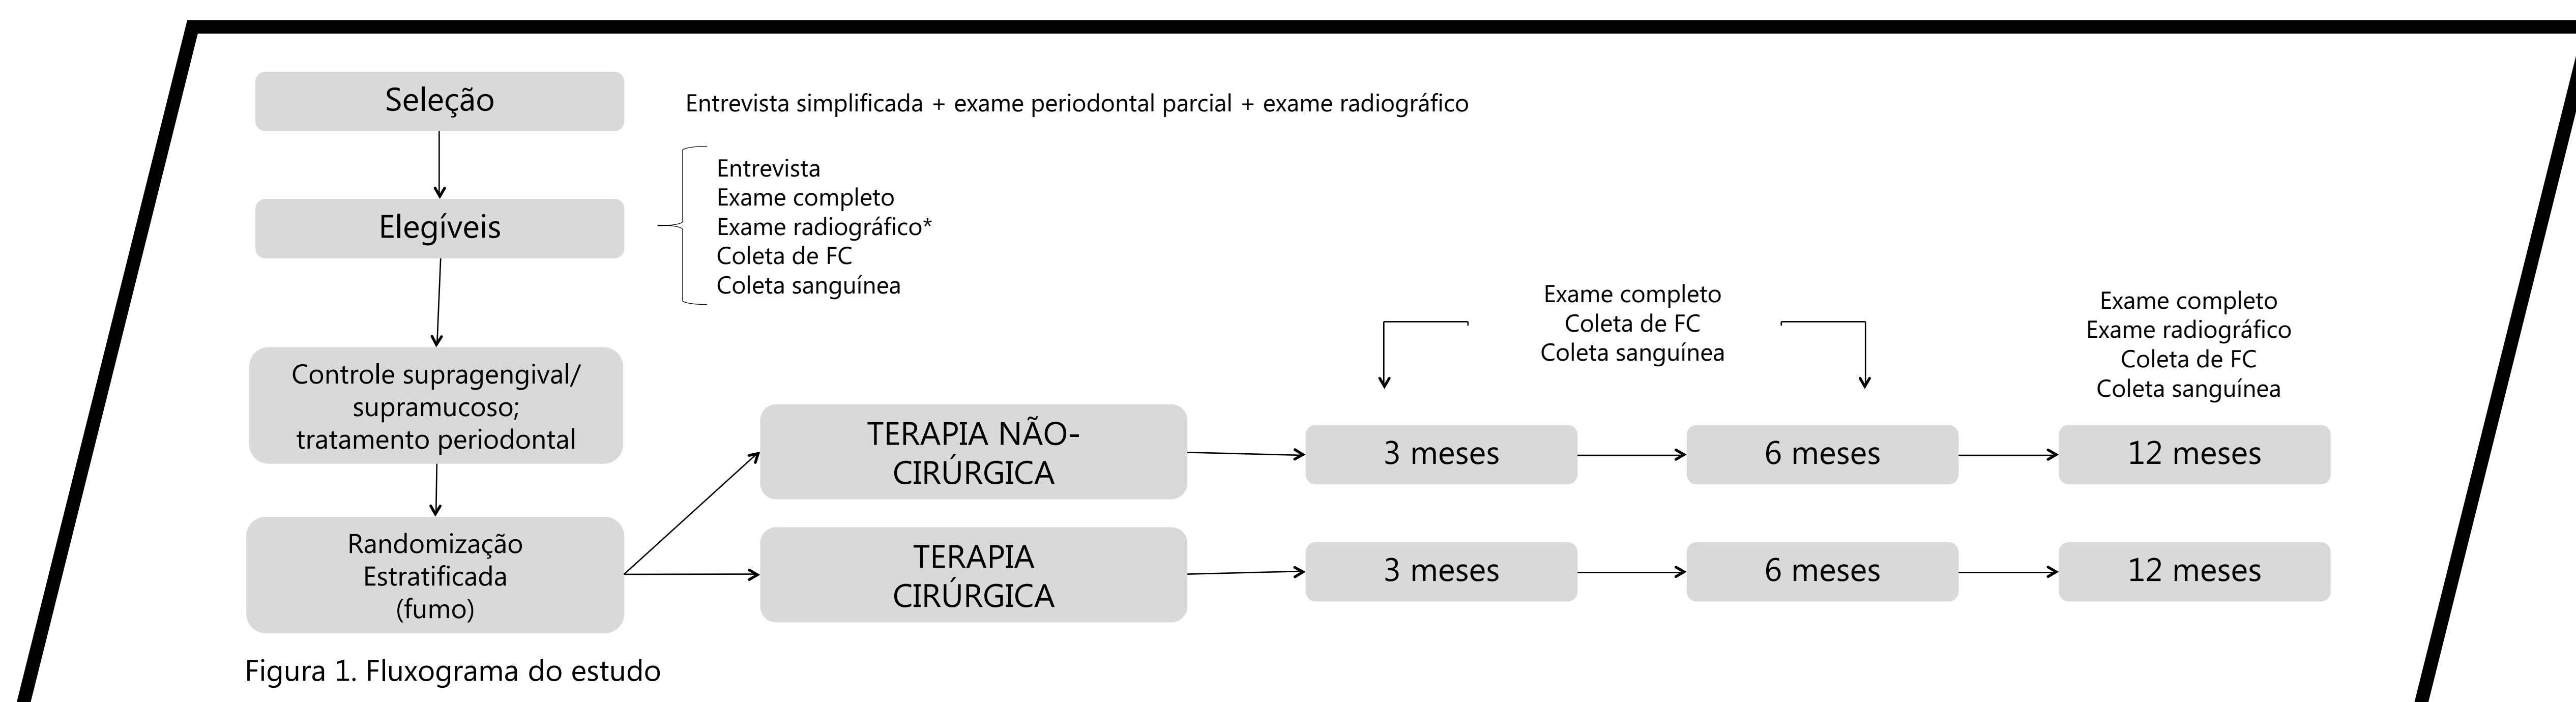 Seleção
Entrevista simplificada + exame periodontal parcial + exame radiográfico
Elegíveis
Entrevista
Exame completo
Exame radiográfico*
Coleta de FC
Coleta sanguínea
Controle supragengival/
supramucoso;
tratamento periodontal
Randomização
Estratificada
(fumo)
TERAPIA NÃO-
CIRÚRGICA
TERAPIA
CIRÚRGICA
Exame completo
Coleta de FC
Coleta sanguínea
Exame completo
Exame radiográfico
Coleta de FC
Coleta sanguínea
3 meses
6 meses
12 meses
3 meses
6 meses
12 meses
Figura 1. Fluxograma do estudo